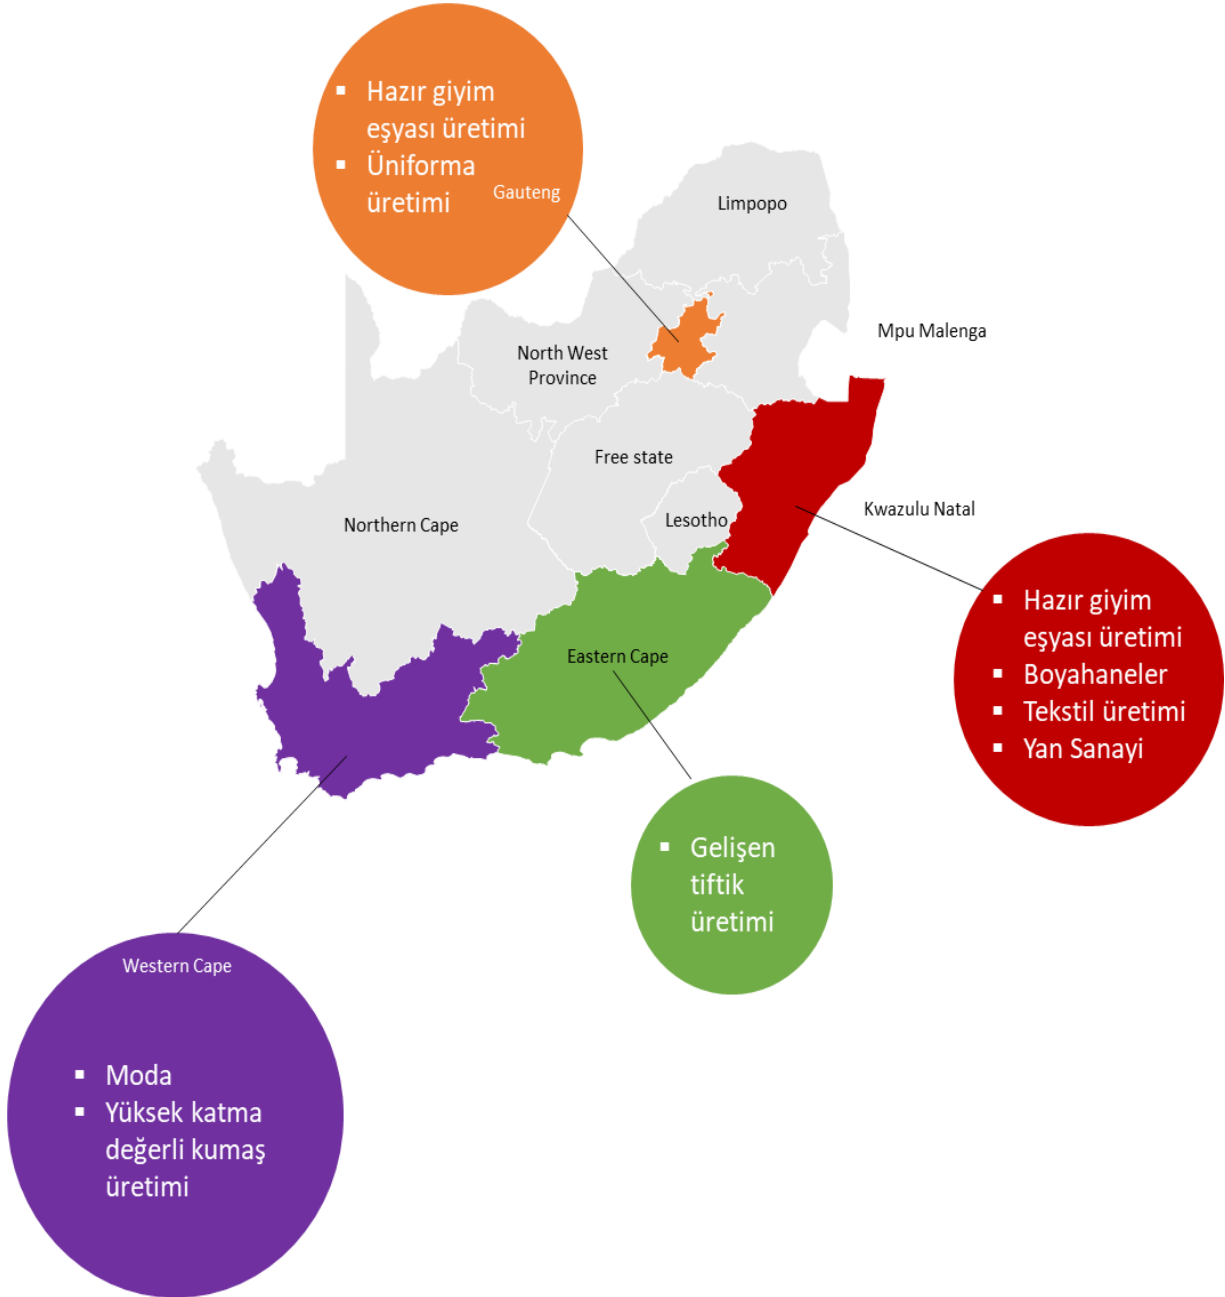 ▪ Hazır giyim
eşyası üretimi
▪ Üniforma
üretimi
Gauteng
Limpopo
Mpu Malenga
North West
Province
Free state
Kwazulu Natal
Lesotho
Northern Cape
▪ Hazır giyim
eşyası üretimi
▪ Boyahaneler
▪ Tekstil üretimi
▪ Yan Sanayi
Eastern Cape
▪ Gelişen
tiftik
üretimi
Western Cape
▪ Moda
▪ Yüksek katma
değerli kumaş
üretimi